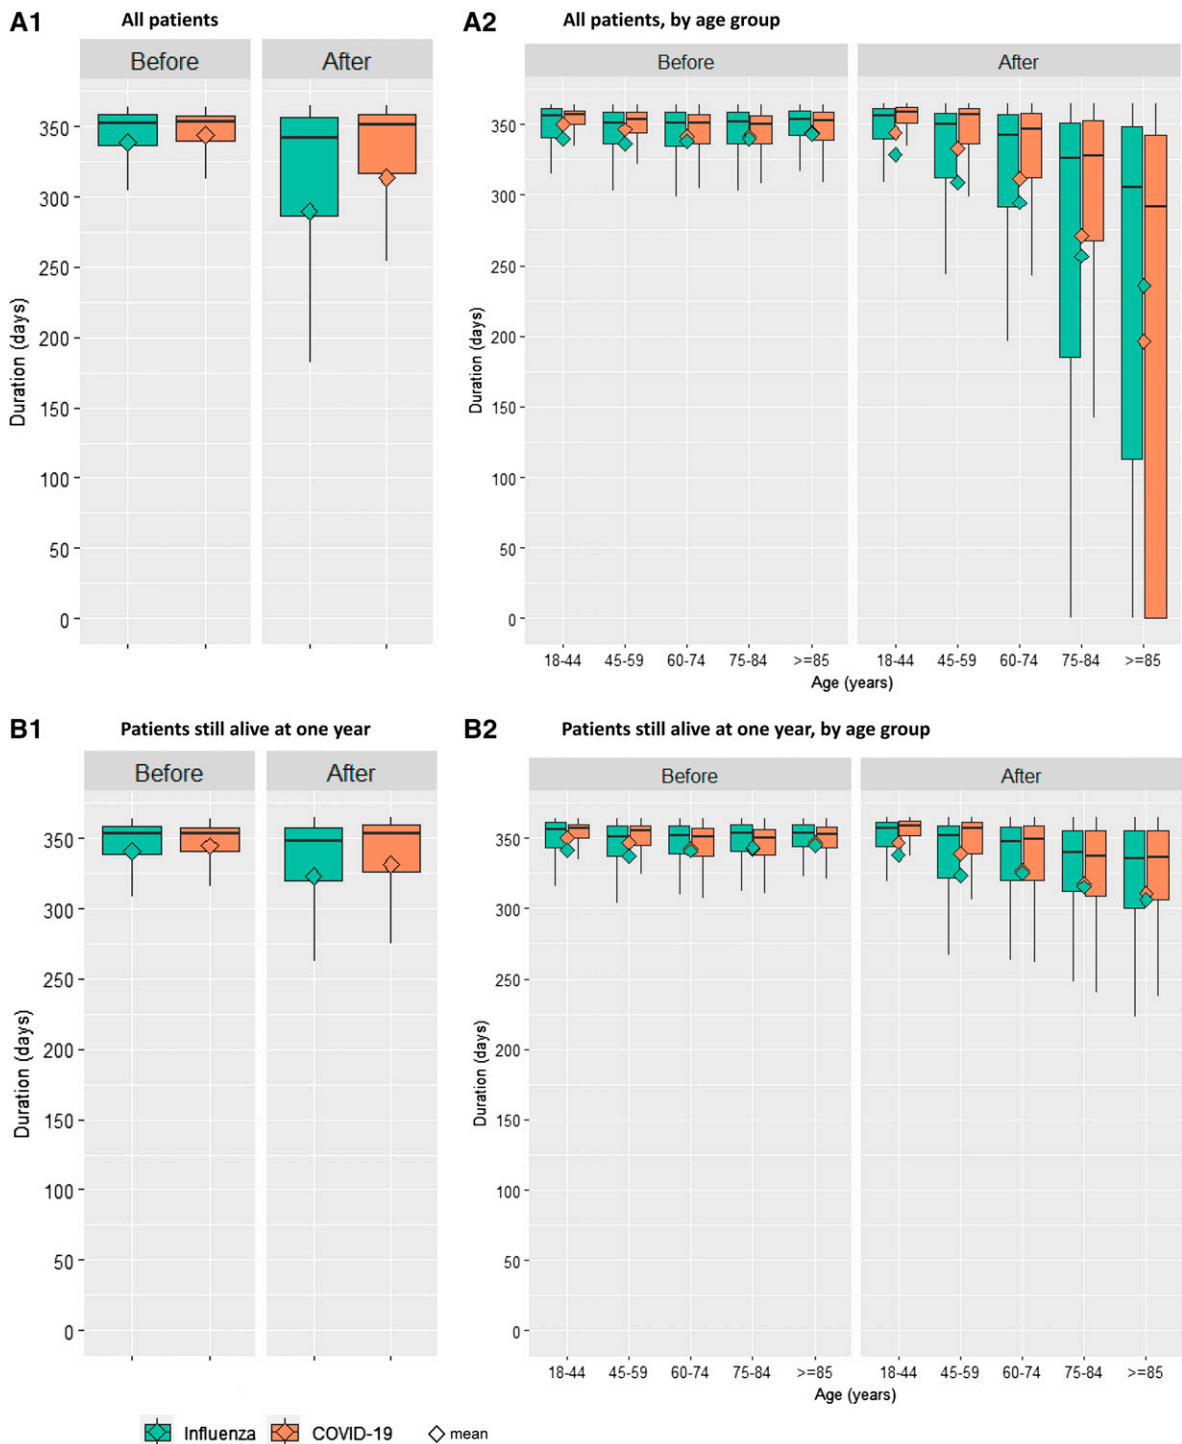 A1 All patients
Before After
350
300
250
200
150
100
50
0
Duration (days)
A2 All patients, by age group
Before After
350
300
250
200
150
100
50
0
Duration (days)
18-44 45-59 60-74 75-84 >=85 18-44 45-59 60-74 75-84 >=85
Age (years)
B1 Patients still alive at one year
Before After
350
300
250
200
150
100
50
0
Duration (days)
B2 Patients still alive at one year, by age group
Before After
350
300
250
200
150
100
50
0
Duration (days)
18-44 45-59 60-74 75-84 >=85 18-44 45-59 60-74 75-84 >=85
Age (years)
Influenza COVID-19 mean